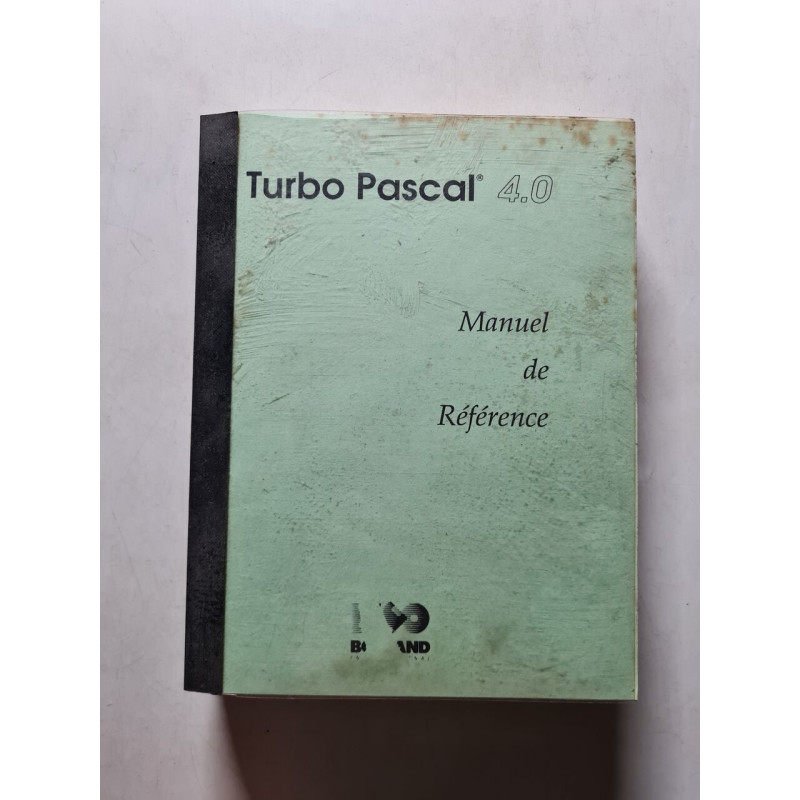 Turbo Pascal® 4.0
Manuel
de
Référence